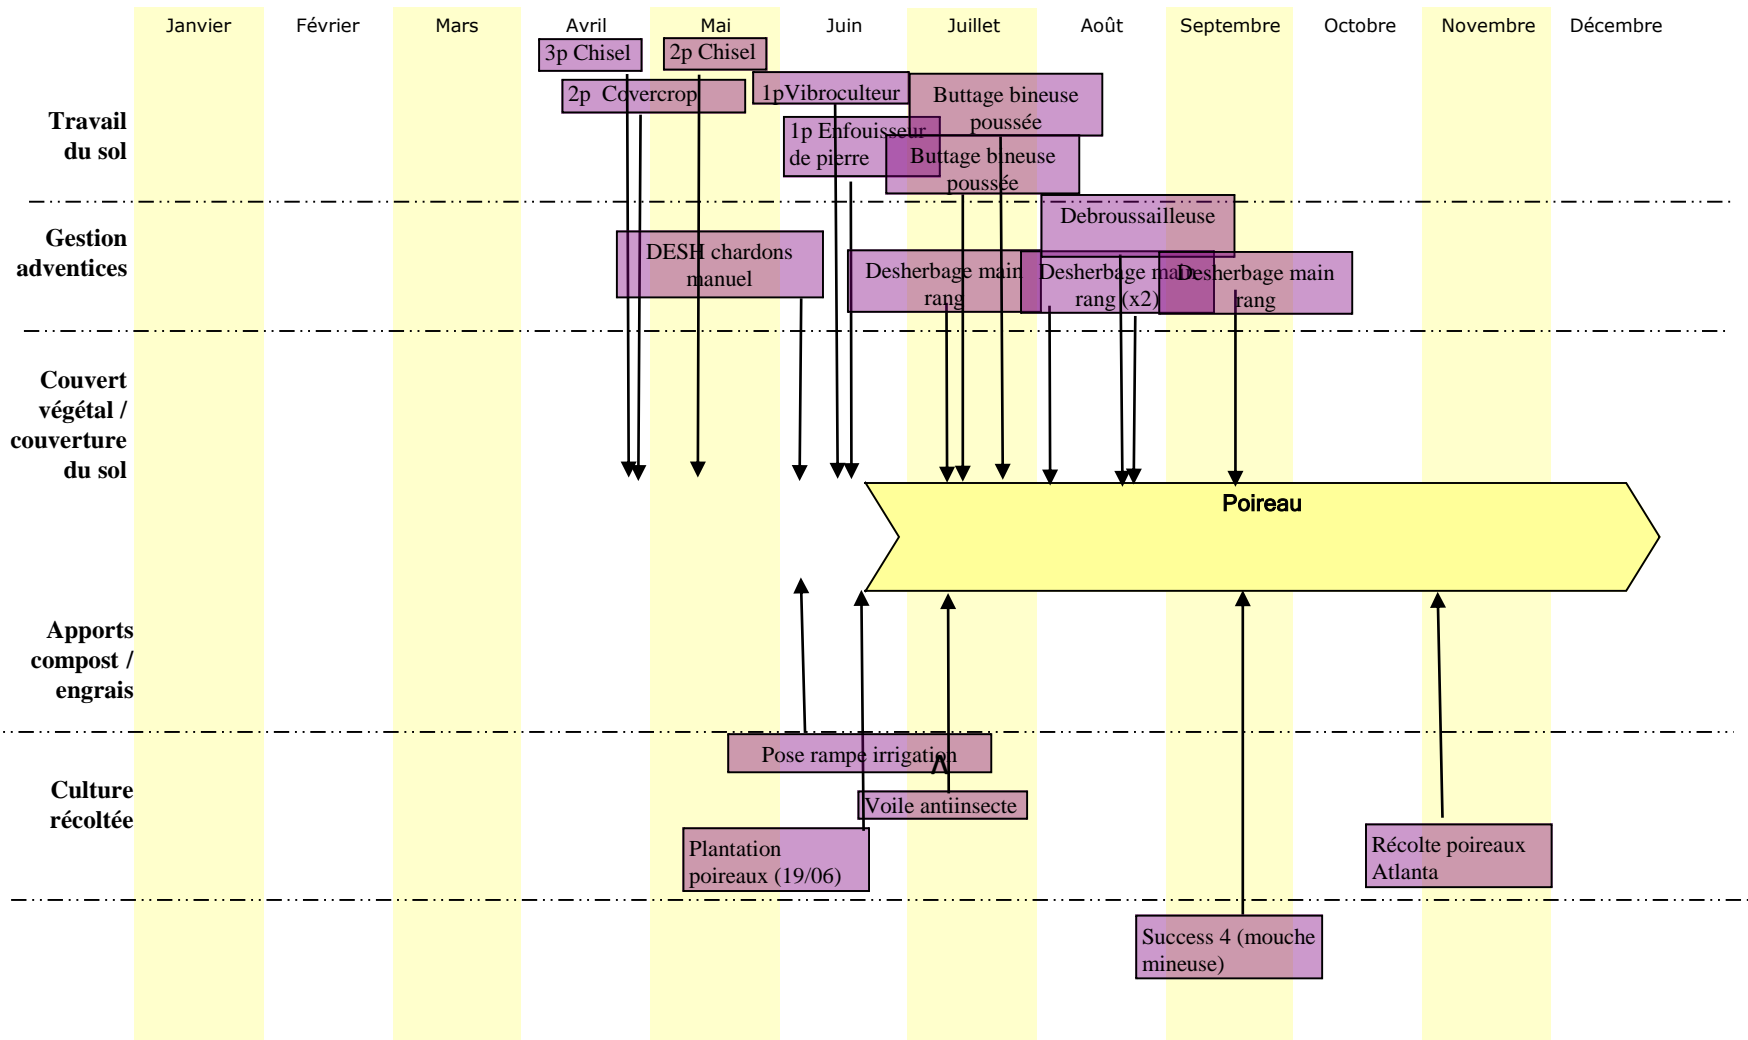 Janvier
Février
Mars
Avril
Mai
Juin
Juillet
Août
Septembre
Octobre
Novembre
Décembre
3p Chisel
2p Chisel
2p Covercrop
1pVibroculteur
Buttage bineuse
poussée
1p Enfouisseur
de pierre
Buttage bineuse
poussée
Travail
du sol
Debroussailleuse
Gestion
adventices
DESH chardons
manuel
Desherbage main
rang
Desherbage main
rang (x2)
Desherbage main
rang
Couvert
végétal /
couverture
du sol
Poireau
Apports
compost /
engrais
Pose rampe irrigation
Λ
Culture
récoltée
Voile antiinsecte
Plantation
poireaux (19/06)
Récolte poireaux
Atlanta
Success 4 (mouche
mineuse)